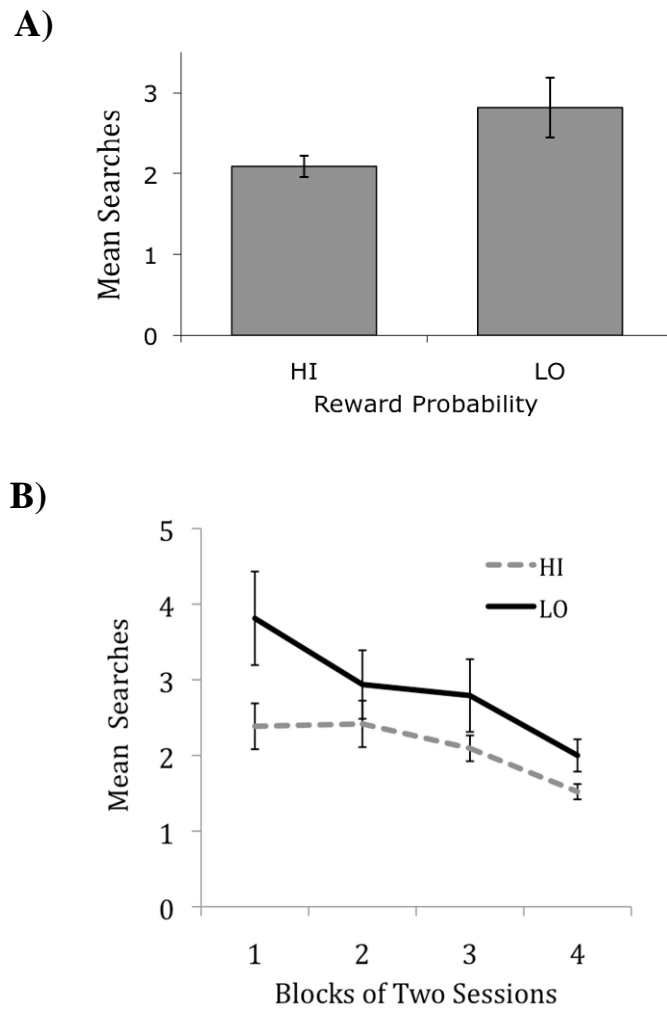 A)
3
2
1
0
Mean Searches
HI
LO
Reward Probability
B)
5
4
3
2
1
0
Mean Searches
HI
LO
1 2 3 4
Blocks of Two Sessions